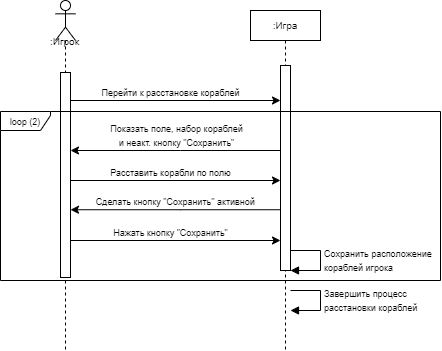 :Игрок
:Игра
Перейти к расстановке кораблей
loop (2)
Показать поле, набор кораблей
и неакт. кнопку "Сохранить"
Расставить корабли по полю
Сделать кнопку "Сохранить" активной
Нажать кнопку "Сохранить"
Сохранить расположение
кораблей игрока
Завершить процесс
расстановки кораблей